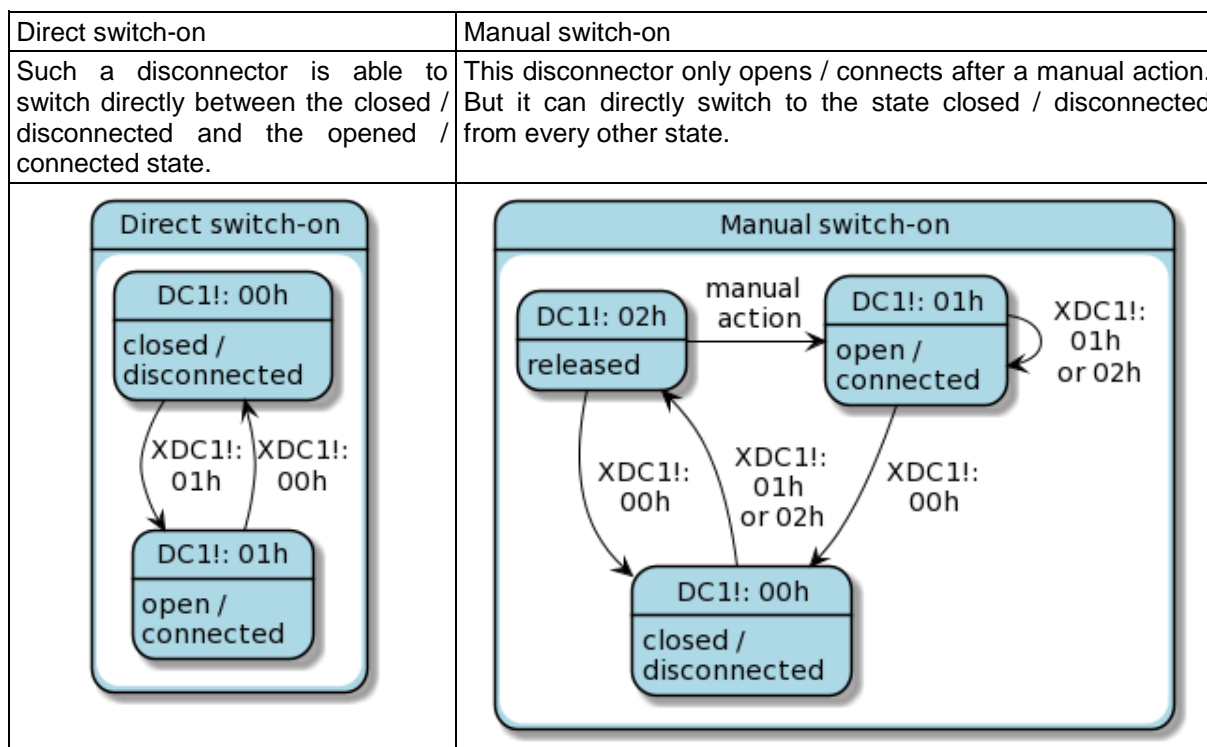 Direct switch-on
Manual switch-on
Such a disconnector is able to
switch directly between the closed /
disconnected and the opened /
connected state.
This disconnector only opens / connects after a manual action.
But it can directly switch to the state closed / disconnected
from every other state.
Direct switch-on
DC1!: 00h
closed /
disconnected
XDC1!:
01h
XDC1!:
00h
DC1!: 01h
open /
connected
Manual switch-on
DC1!: 02h
released
manual
action
DC1!: 01h
open /
connected
XDC1!:
01h
or 02h
XDC1!:
00h
XDC1!:
01h
or 02h
XDC1!:
00h
DC1!: 00h
closed /
disconnected